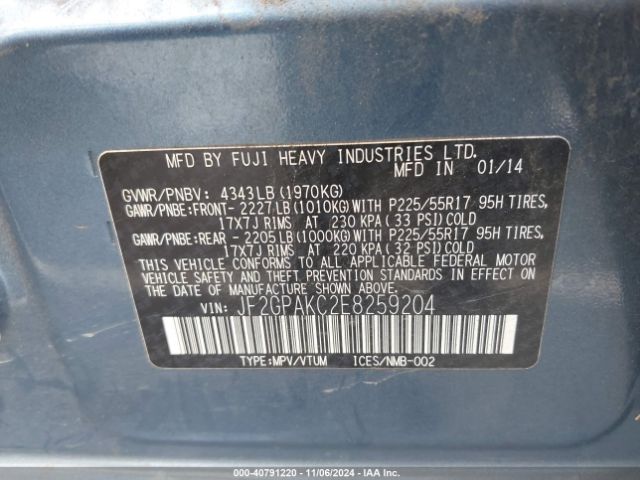 MFD BY FUJI HEAVY INDUSTRIES LTD.
MFD IN 01/14
GVWR/PNBV: 4343LB(1970KG)
GAWR/PNBE:FRONT-2227LB(1010KG)WITH P225/55R17 95H TIRES,
17X7J RIMS AT 230 KPA(33 PSI)COLD
GAWR/PNBE:REAR -2205LB(1000KG)WITH P225/55R17 95H TIRES,
17X7J RIMS AT 220 KPA(32 PSI)COLD
THIS VEHICLE CONFORMS TO ALL APPLICABLE FEDERAL MOTOR
VEHICLE SAFETY AND THEFT PREVENTION STANDARDS IN EFFECT
ON THE DATE OF MANUFACTURE SHOWN ABOVE.
VIN: JF2GPAKC2E8259204
TYPE:MPV/VTUM ICES/NMB-002
000-40791220 - 11/06/2024 - IAA Inc.